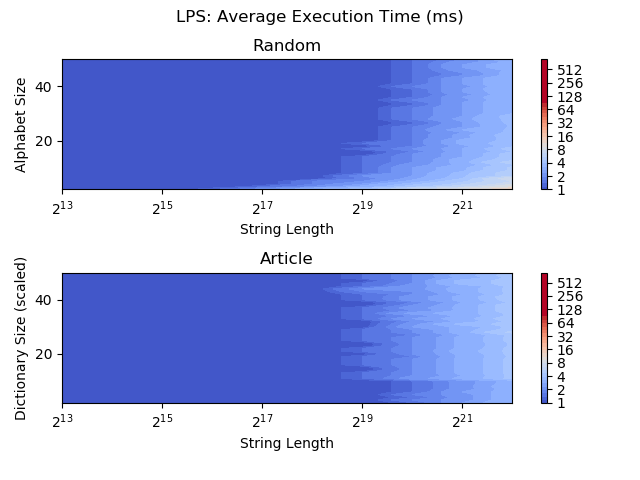 LPS: Average Execution Time (ms)
Random
Alphabet Size
40
20
2^13 2^15 2^17 2^19 2^21
String Length
512
256
128
64
32
16
8
4
2
1
Article
Dictionary Size (scaled)
40
20
2^13 2^15 2^17 2^19 2^21
String Length
512
256
128
64
32
16
8
4
2
1